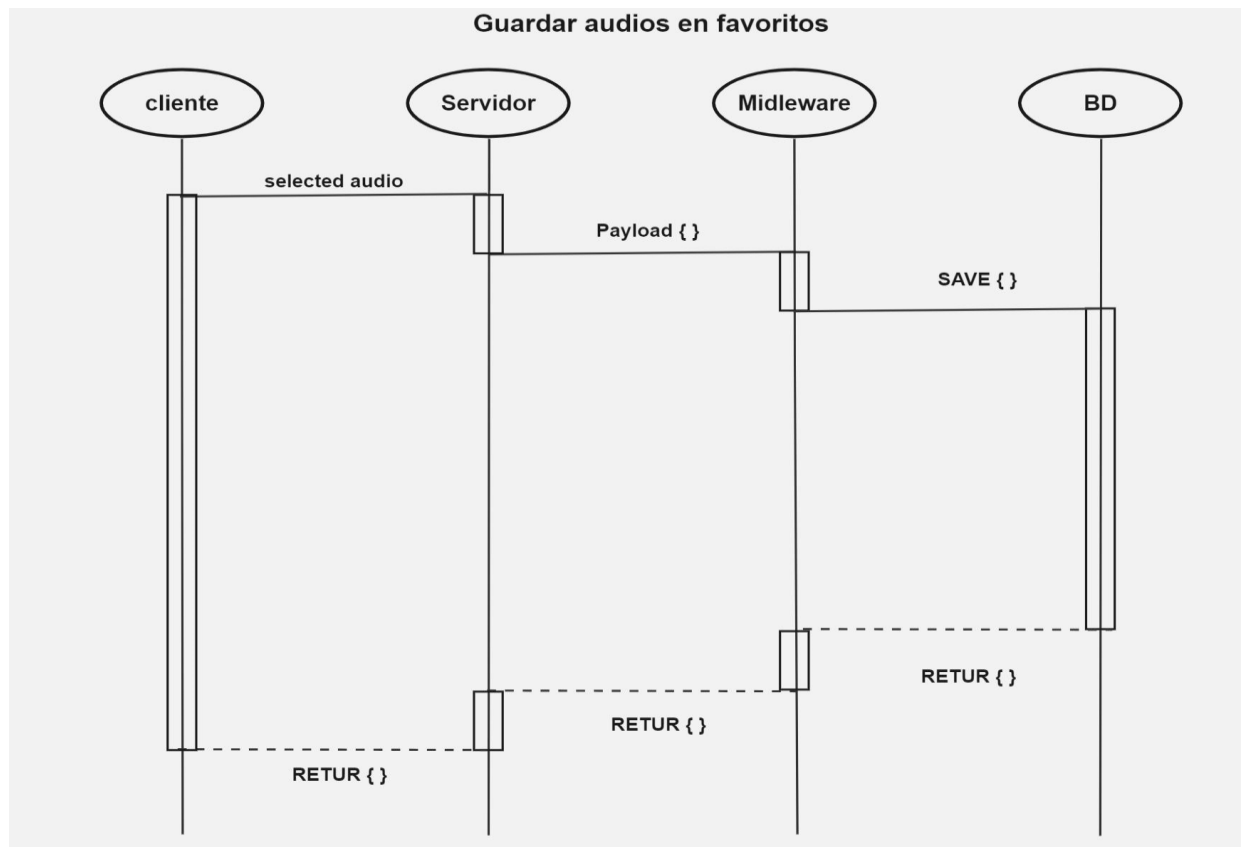 Guardar audios en favoritos
cliente
Servidor
Midleware
BD
selected audio
Payload { }
SAVE { }
RETUR { }
RETUR { }
RETUR { }